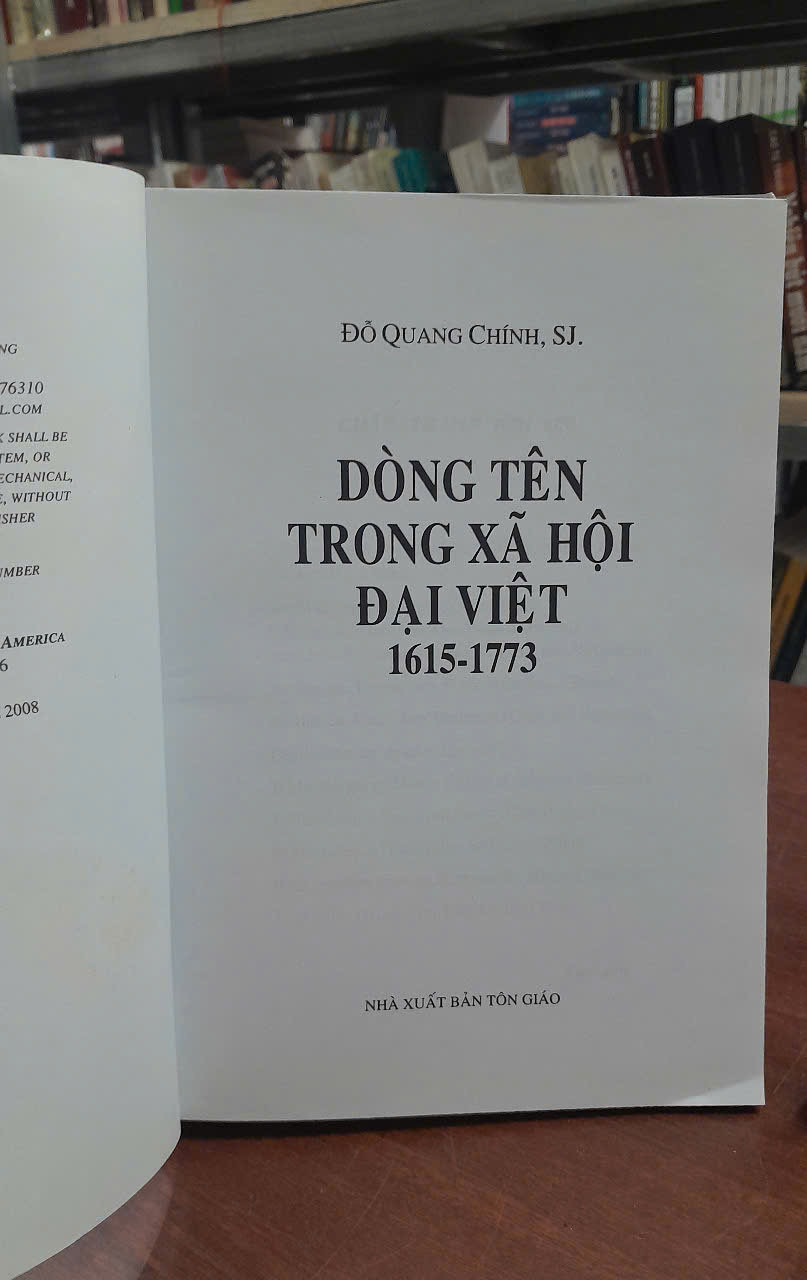 NG
76310
L.COM
K SHALL BE
TEM, OR
ECHANICAL,
E, WITHOUT
ISHER
UMBER
AMERICA
6
2008
ĐỖ QUANG CHÍNH, SJ.
DÒNG TÊN
TRONG XÃ HỘI
ĐẠI VIỆT
1615-1773
NHÀ XUẤT BẢN TÔN GIÁO